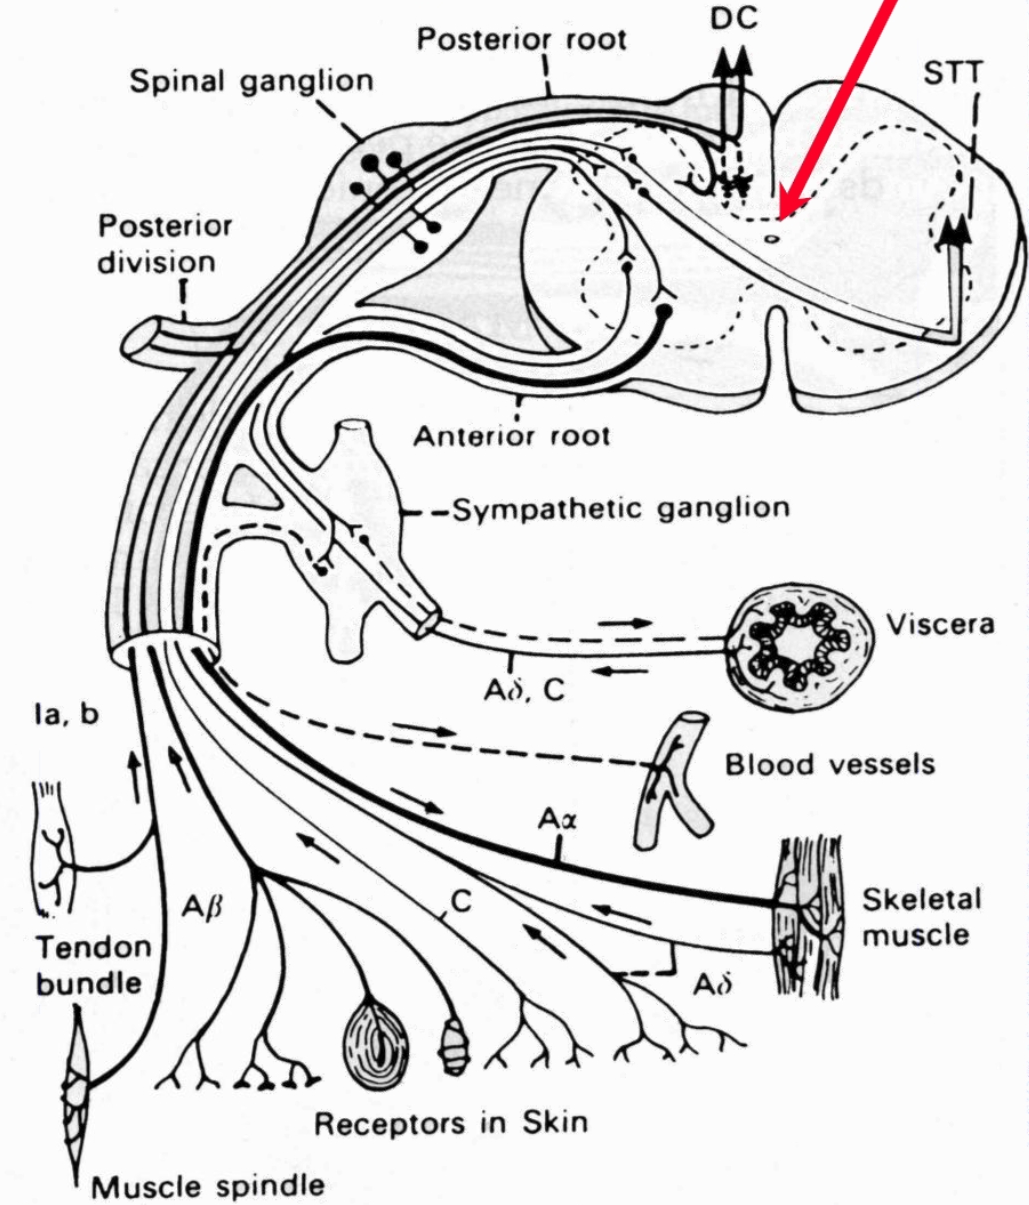 DC
Posterior root
STT
Spinal ganglion
Posterior
division
Anterior root
Sympathetic ganglion
Viscera
Aδ, C
Ia, b
Blood vessels
Aα
Aβ
C
Skeletal
muscle
Tendon
bundle
Aδ
Receptors in Skin
Muscle spindle